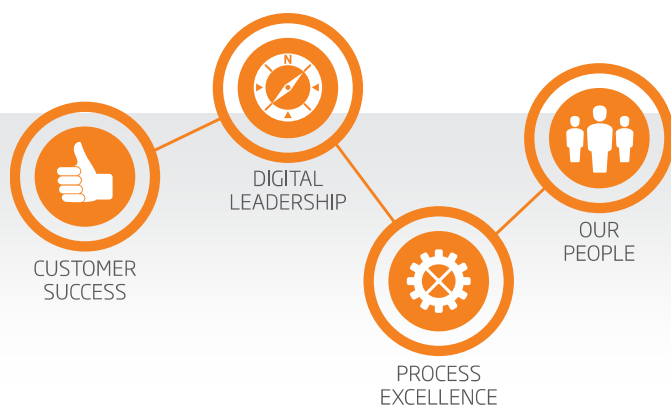 N
DIGITAL
LEADERSHIP
OUR
PEOPLE
CUSTOMER
SUCCESS
PROCESS
EXCELLENCE